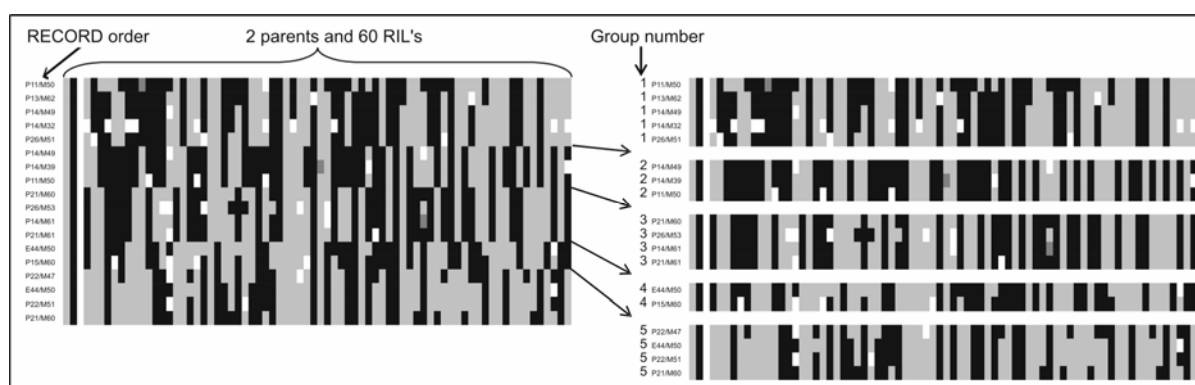 RECORD order
2 parents and 60 RIL's
Group number
P11/M50
P13/M62
P14/M49
P14/M32
P26/M51
P14/M49
P14/M39
P11/M50
P21/M60
P26/M53
P14/M61
P21/M61
E44/M50
P15/M60
P22/M47
E44/M50
P22/M51
P21/M60
1 P11/M50
1 P13/M62
1 P14/M49
1 P14/M32
1 P26/M51
2 P14/M49
2 P14/M39
2 P11/M50
3 P21/M60
3 P26/M53
3 P14/M61
3 P21/M61
4 E44/M50
4 P15/M60
5 P22/M47
5 E44/M50
5 P22/M51
5 P21/M60